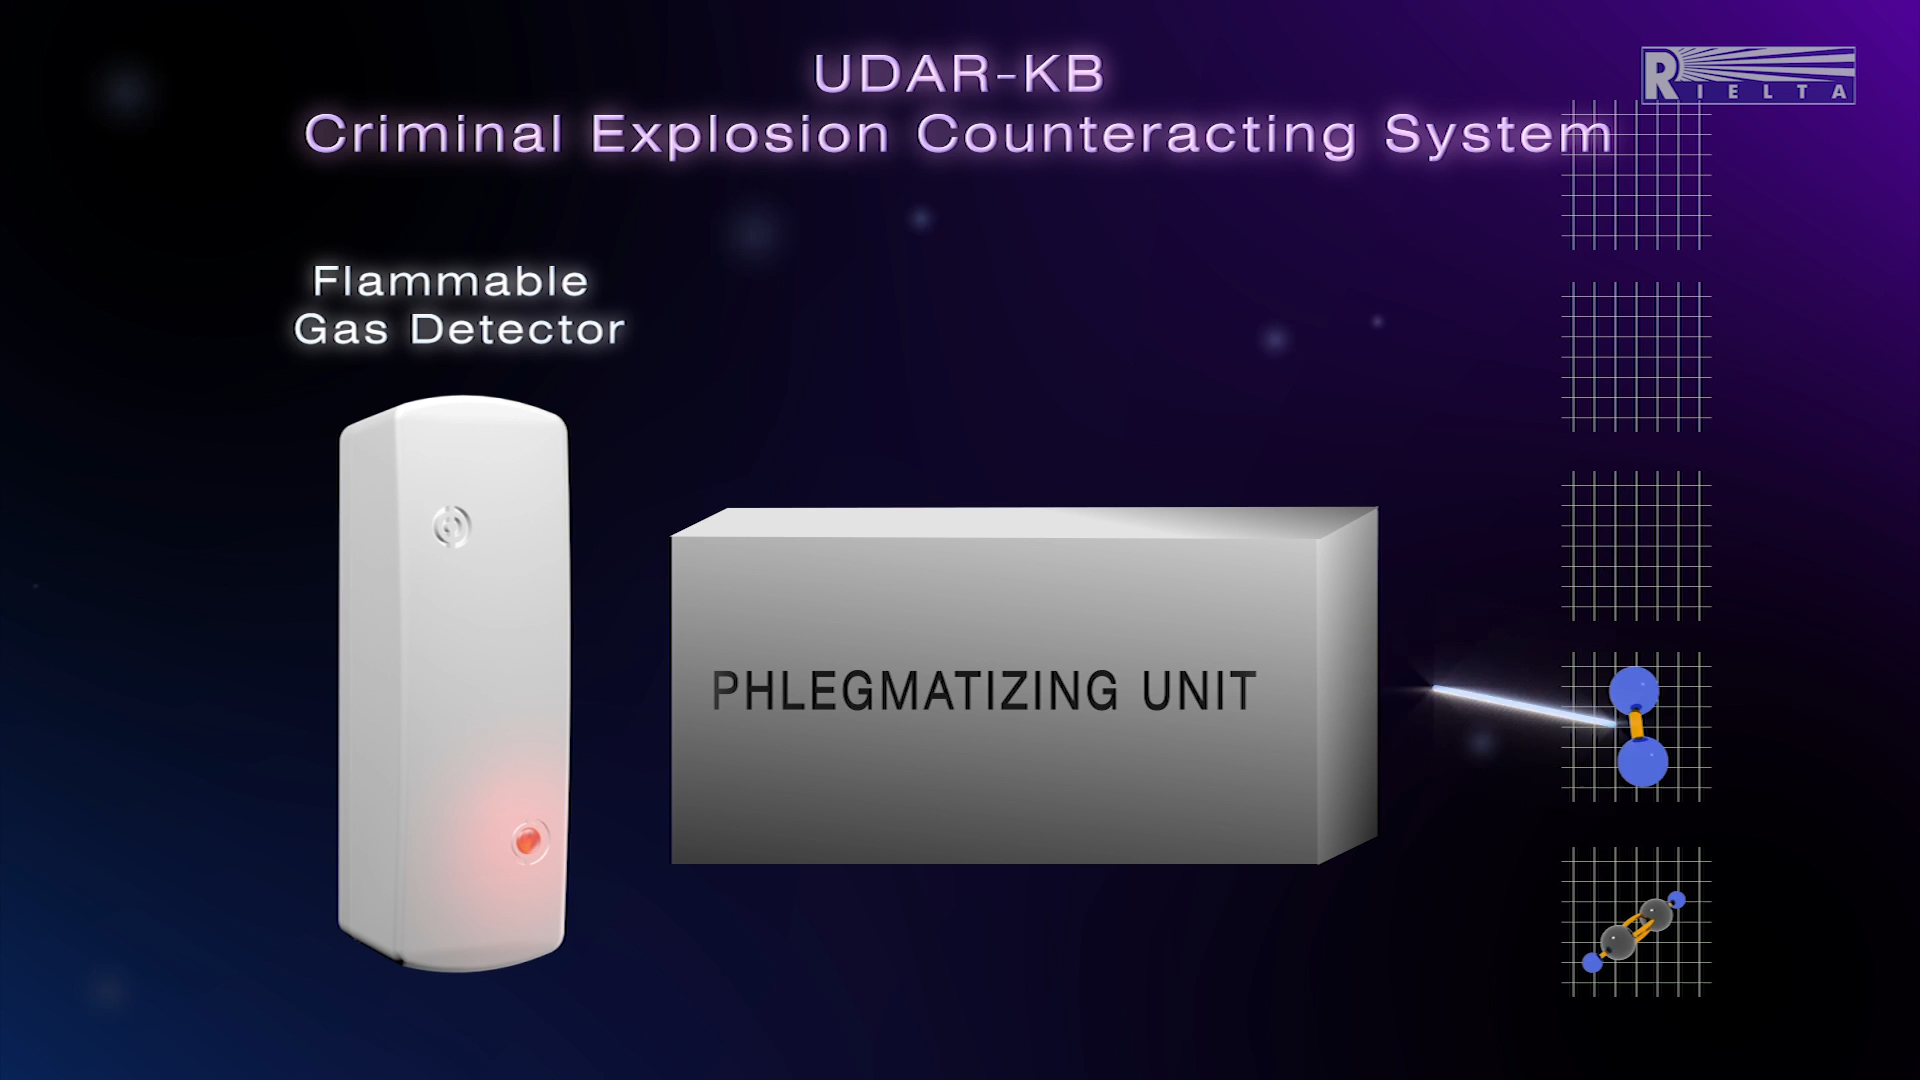 UDAR-KB
Criminal Explosion Counteracting System
RIELTA
Flammable
Gas Detector
PHLEGMATIZING UNIT